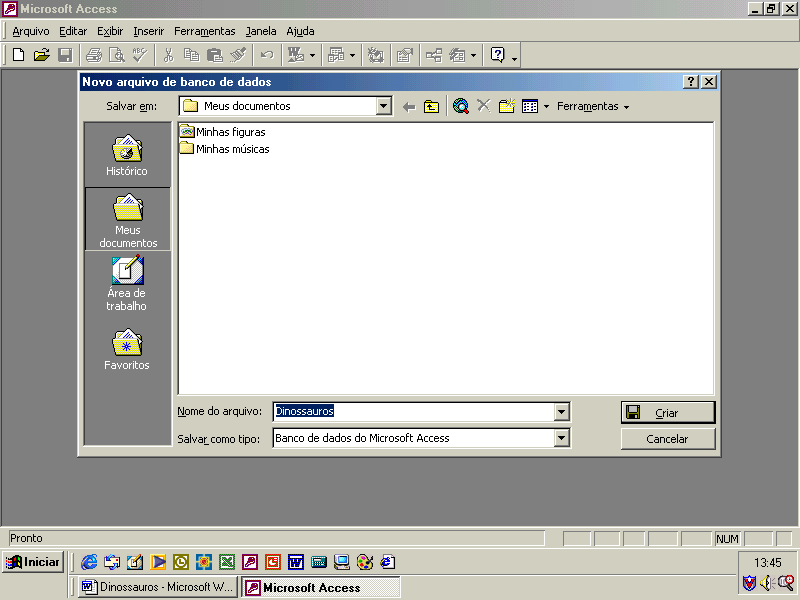 Microsoft Access
Arquivo Editar Exibir Inserir Ferramentas Janela Ajuda
Novo arquivo de banco de dados
Salvar em: Meus documentos Ferramentas
Histórico
Meus
documentos
Área de
trabalho
Favoritos
Minhas figuras
Minhas músicas
Nome do arquivo: Dinossauros Criar
Salvar como tipo: Banco de dados do Microsoft Access Cancelar
Pronto NUM
Iniciar 13:45
Dinossauros - Microsoft W... Microsoft Access